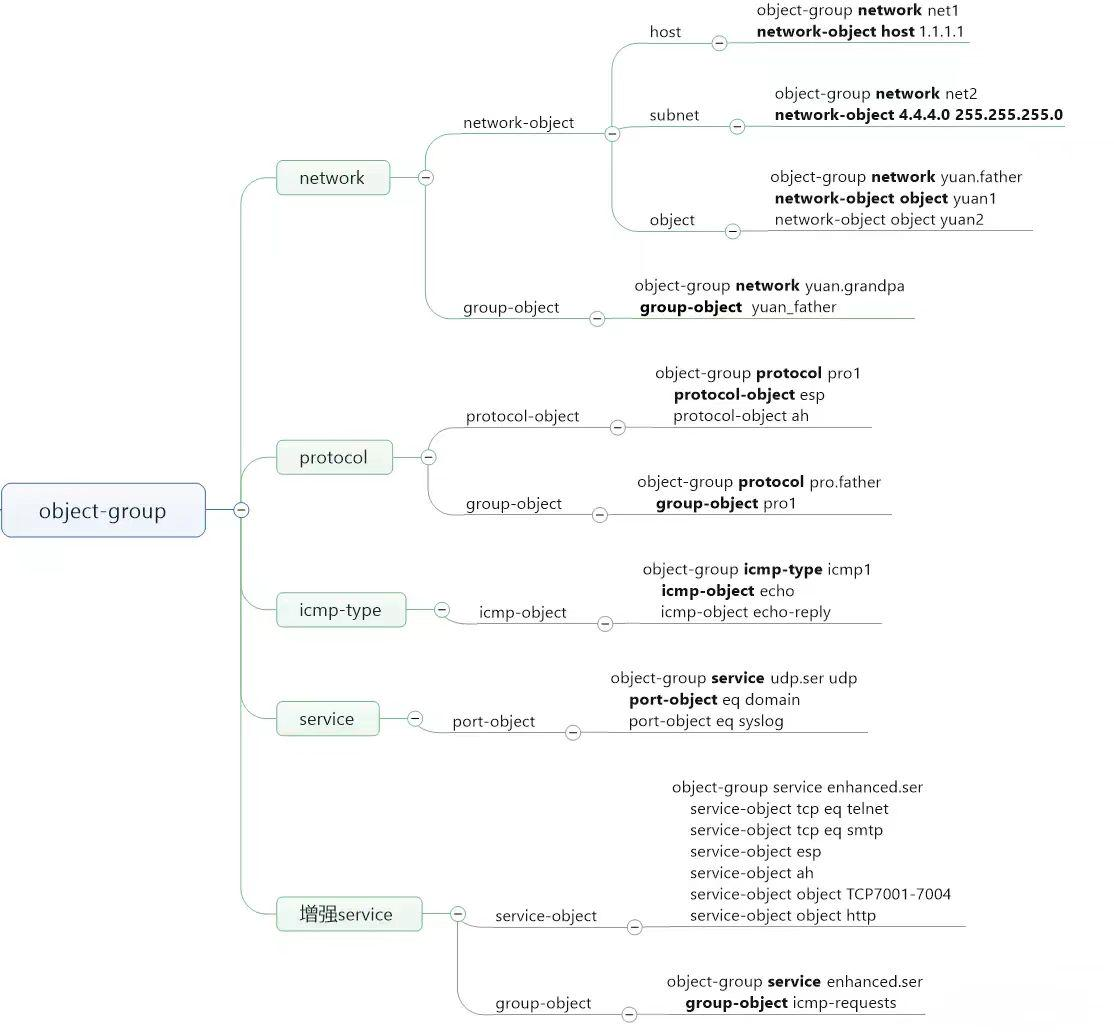 object-group
network
network-object
host
object-group network net1
network-object host 1.1.1.1
subnet
object-group network net2
network-object 4.4.4.0 255.255.255.0
object
object-group network yuan.father
network-object object yuan1
network-object object yuan2
group-object
object-group network yuan.grandpa
group-object yuan_father
protocol
protocol-object
object-group protocol pro1
protocol-object esp
protocol-object ah
group-object
object-group protocol pro.father
group-object pro1
icmp-type
icmp-object
object-group icmp-type icmp1
icmp-object echo
icmp-object echo-reply
service
port-object
object-group service udp.ser udp
port-object eq domain
port-object eq syslog
增强service
service-object
object-group service enhanced.ser
service-object tcp eq telnet
service-object tcp eq smtp
service-object esp
service-object ah
service-object object TCP7001-7004
service-object object http
group-object
object-group service enhanced.ser
group-object icmp-requests